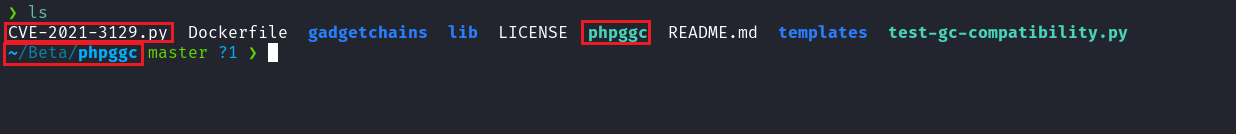 ❯ ls
CVE-2021-3129.py Dockerfile gadgetchains lib LICENSE phpggc README.md templates test-gc-compatibility.py
~/Beta/phpggc master ?1 ❯